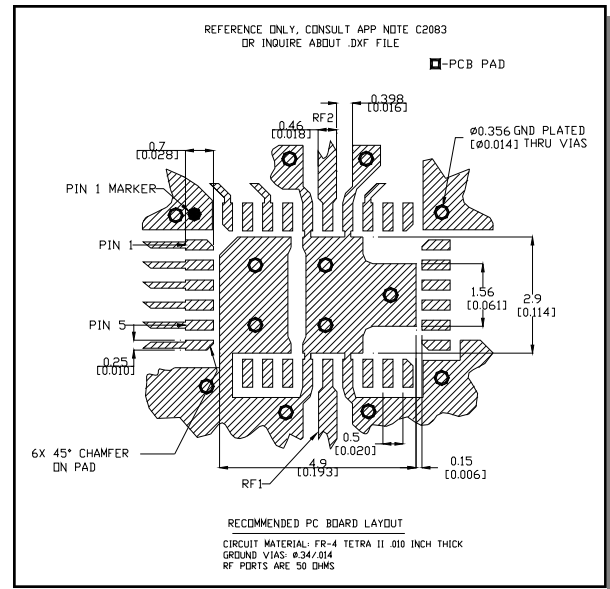 REFERENCE ONLY, CONSULT APP NOTE C2083
OR INQUIRE ABOUT .DXF FILE
-PCB PAD
0.398
[0.016]
0.46
[0.018]
RF2
Ø0.356 GND PLATED
[Ø0.014] THRU VIAS
0.7
[0.028]
PIN 1 MARKER
PIN 1
1.56
[0.061]
2.9
[0.114]
PIN 5
0.25
[0.010]
0.5
[0.020]
6X 45° CHAMFER
ON PAD
4.9
[0.193]
0.15
[0.006]
RF1
RECOMMENDED PC BOARD LAYOUT
CIRCUIT MATERIAL: FR-4 TETRA II .010 INCH THICK
GROUND VIAS: Ø.34/.014
RF PORTS ARE 50 OHMS